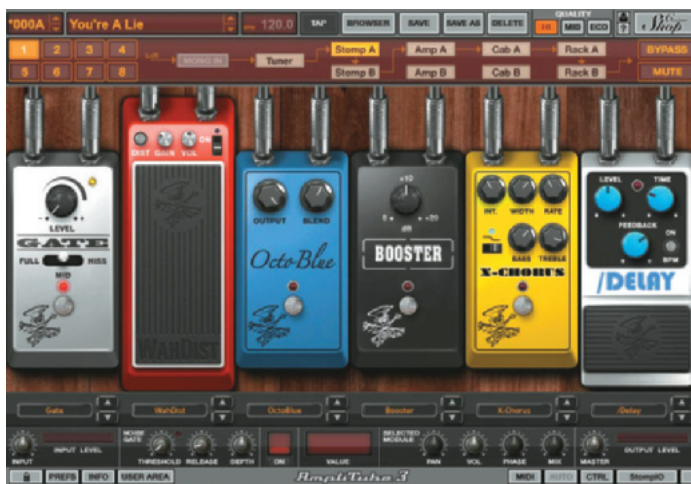 *000A You're A Lie 120.0 TAP BROWSER SAVE SAVE AS DELETE QUALITY HI MID ECO ? Shop
1 2 3 4 L/R MONO IN Tuner Stomp A Amp A Cab A Rack A BYPASS
5 6 7 8 Stomp B Amp B Cab B Rack B MUTE
LEVEL
GATE
FULL HISS
MID
DIST GAIN VOL ON
WAHDIST
OUTPUT BLEND
OctoBlue
+10
0 +20
dB
BOOSTER
INT. WIDTH RATE
BASS TREBLE
X-CHORUS
LEVEL TIME
FEEDBACK
ON
BPM
/DELAY
Gate WahDist OctoBlue Booster X-Chorus /Delay
INPUT INPUT LEVEL NOISE GATE THRESHOLD RELEASE DEPTH ON VALUE SELECTED MODULE PAN VOL PHASE MIX MASTER OUTPUT LEVEL
PREFS INFO USER AREA AmpliTube 3 MIDI AUTO CTRL StompIO